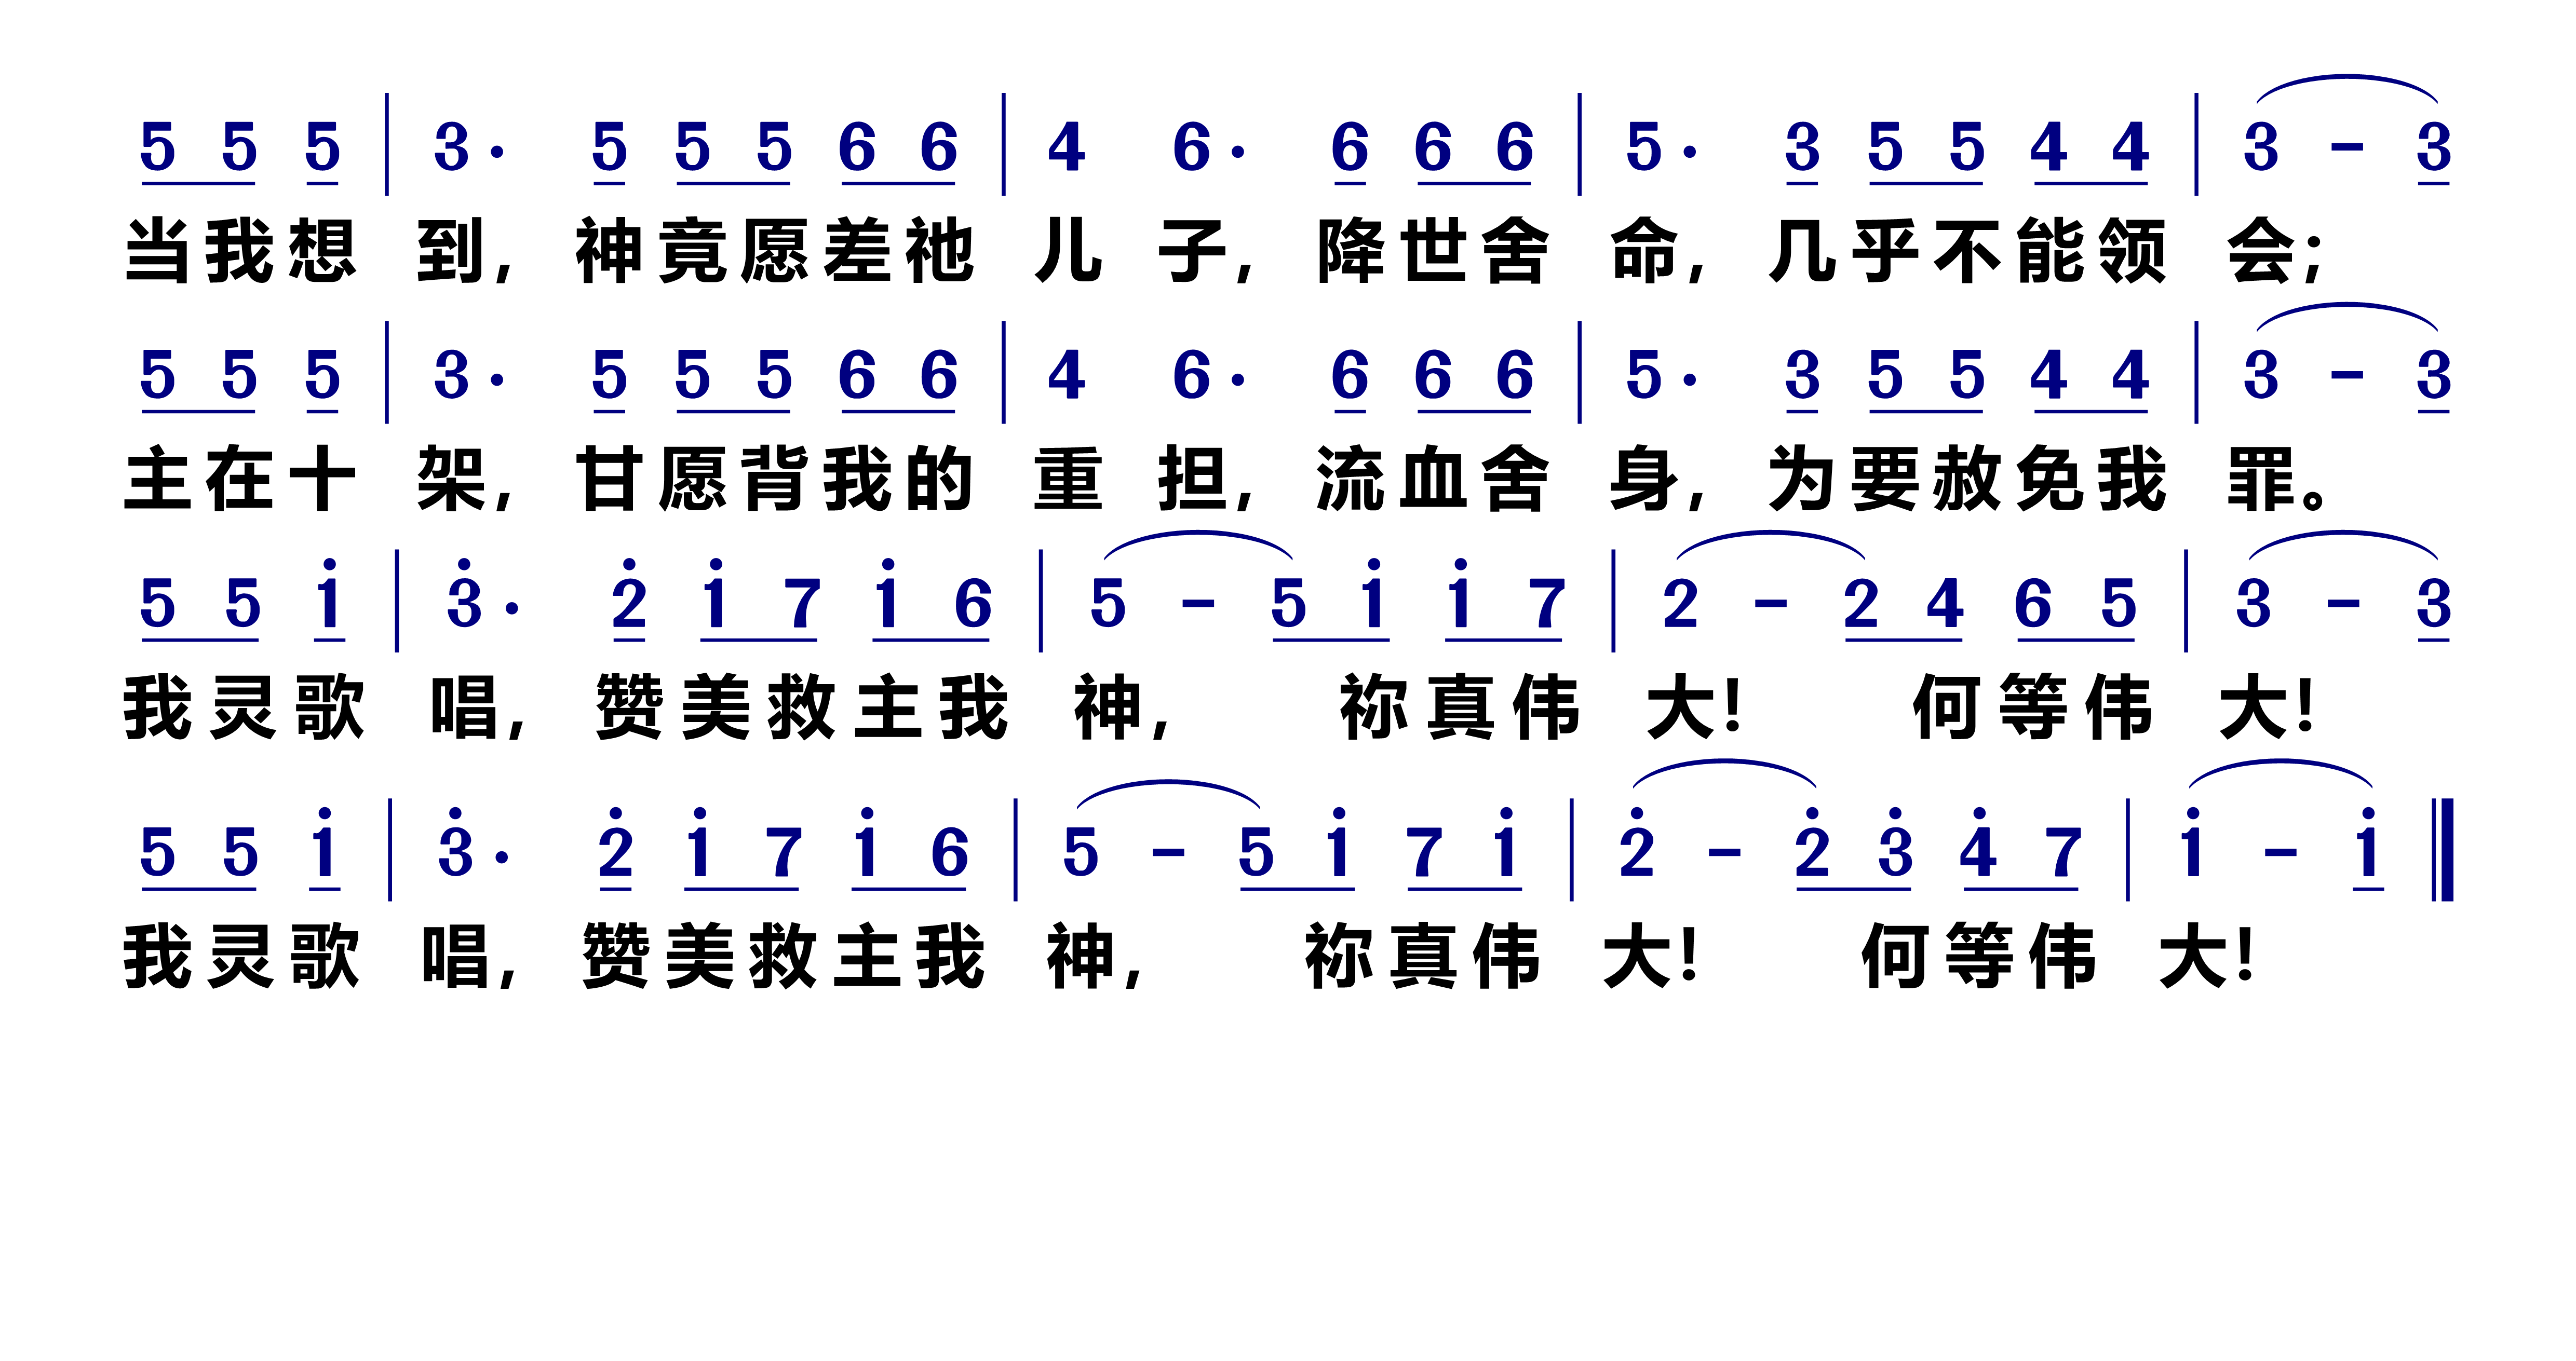 5 5 5 | 3· 5 5 5 6 6 | 4 6· 6 6 6 | 5· 3 5 5 4 4 | 3 - 3
当我想 到, 神竟愿差祂 儿 子, 降世舍 命, 几乎不能领 会;
5 5 5 | 3· 5 5 5 6 6 | 4 6· 6 6 6 | 5· 3 5 5 4 4 | 3 - 3
主在十 架, 甘愿背我的 重 担, 流血舍 身, 为要赦免我 罪。
5 5 1̇ | 3̇· 2̇ 1̇ 7 1̇ 6 | 5 - 5 1̇ 1̇ 7 | 2 - 2 4 6 5 | 3 - 3
我灵歌 唱, 赞美救主我 神, 祢真伟 大! 何等伟 大!
5 5 1̇ | 3̇· 2̇ 1̇ 7 1̇ 6 | 5 - 5 1̇ 7 1̇ | 2̇ - 2̇ 3̇ 4̇ 7 | 1̇ - 1̇ ‖
我灵歌 唱, 赞美救主我 神, 祢真伟 大! 何等伟 大!